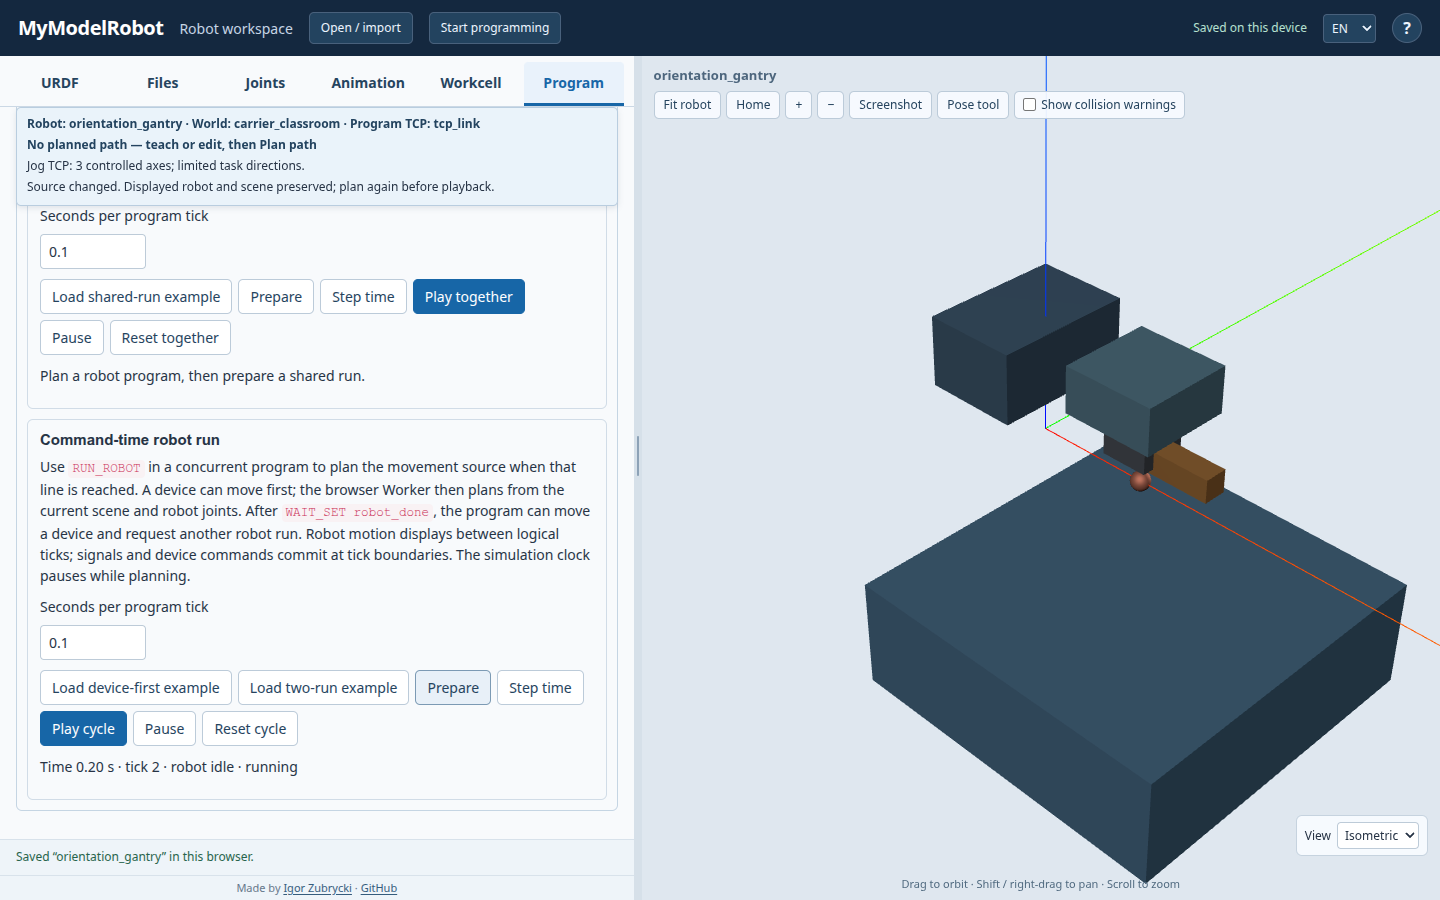 MyModelRobot
Robot workspace
Open / import
Start programming
Saved on this device
EN
?
URDF
Files
Joints
Animation
Workcell
Program
Robot: orientation_gantry · World: carrier_classroom · Program TCP: tcp_link
No planned path — teach or edit, then Plan path
Jog TCP: 3 controlled axes; limited task directions.
Source changed. Displayed robot and scene preserved; plan again before playback.
Seconds per program tick
0.1
Load shared-run example
Prepare
Step time
Play together
Pause
Reset together
Plan a robot program, then prepare a shared run.
Command-time robot run
Use RUN_ROBOT in a concurrent program to plan the movement source when that
line is reached. A device can move first; the browser Worker then plans from the
current scene and robot joints. After WAIT_SET robot_done , the program can move
a device and request another robot run. Robot motion displays between logical
ticks; signals and device commands commit at tick boundaries. The simulation clock
pauses while planning.
Seconds per program tick
0.1
Load device-first example
Load two-run example
Prepare
Step time
Play cycle
Pause
Reset cycle
Time 0.20 s · tick 2 · robot idle · running
Saved “orientation_gantry” in this browser.
Made by Igor Zubrycki · GitHub
orientation_gantry
Fit robot
Home
+
−
Screenshot
Pose tool
Show collision warnings
View
Isometric
Drag to orbit · Shift / right-drag to pan · Scroll to zoom